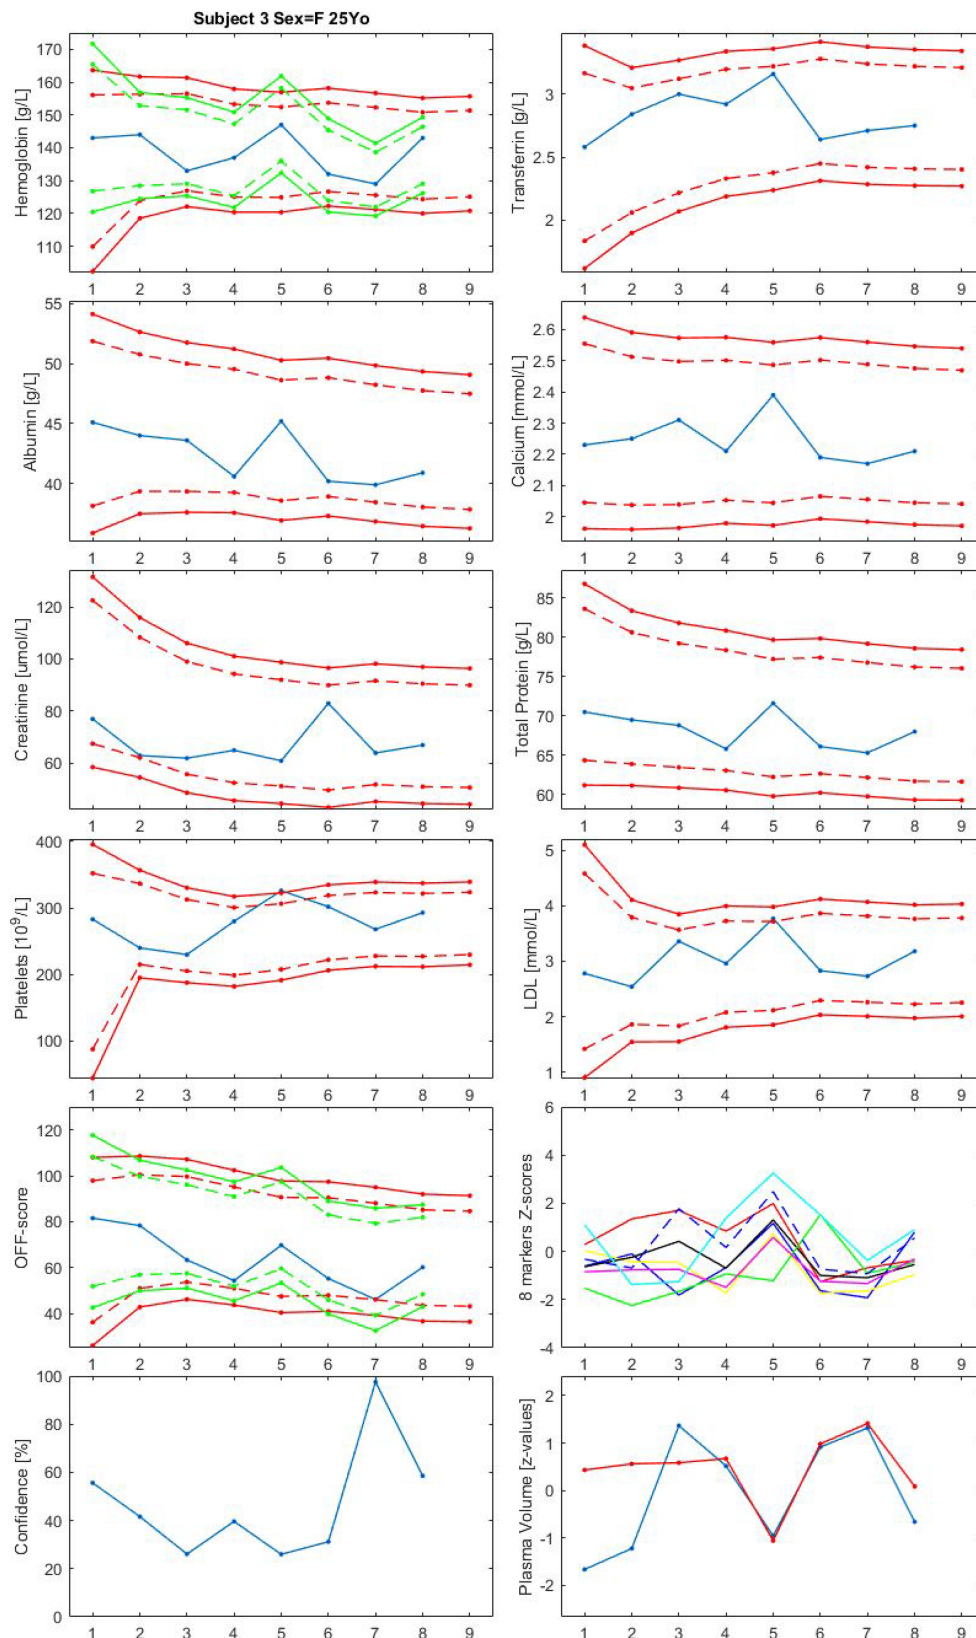 Subject 3 Sex=F 25Yo
Hemoglobin [g/L]
170
160
150
140
130
120
110
1 2 3 4 5 6 7 8 9
Transferrin [g/L]
3
2.5
2
1 2 3 4 5 6 7 8 9
Albumin [g/L]
55
50
45
40
1 2 3 4 5 6 7 8 9
Calcium [mmol/L]
2.6
2.5
2.4
2.3
2.2
2.1
2
1 2 3 4 5 6 7 8 9
Creatinine [umol/L]
120
100
80
60
1 2 3 4 5 6 7 8 9
Total Protein [g/L]
85
80
75
70
65
60
1 2 3 4 5 6 7 8 9
Platelets [10⁹/L]
400
300
200
100
1 2 3 4 5 6 7 8 9
LDL [mmol/L]
5
4
3
2
1
1 2 3 4 5 6 7 8 9
OFF-score
120
100
80
60
40
1 2 3 4 5 6 7 8 9
8 markers Z-scores
6
4
2
0
-2
-4
1 2 3 4 5 6 7 8 9
Confidence [%]
100
80
60
40
20
0
1 2 3 4 5 6 7 8 9
Plasma Volume [z-values]
2
1
0
-1
-2
1 2 3 4 5 6 7 8 9